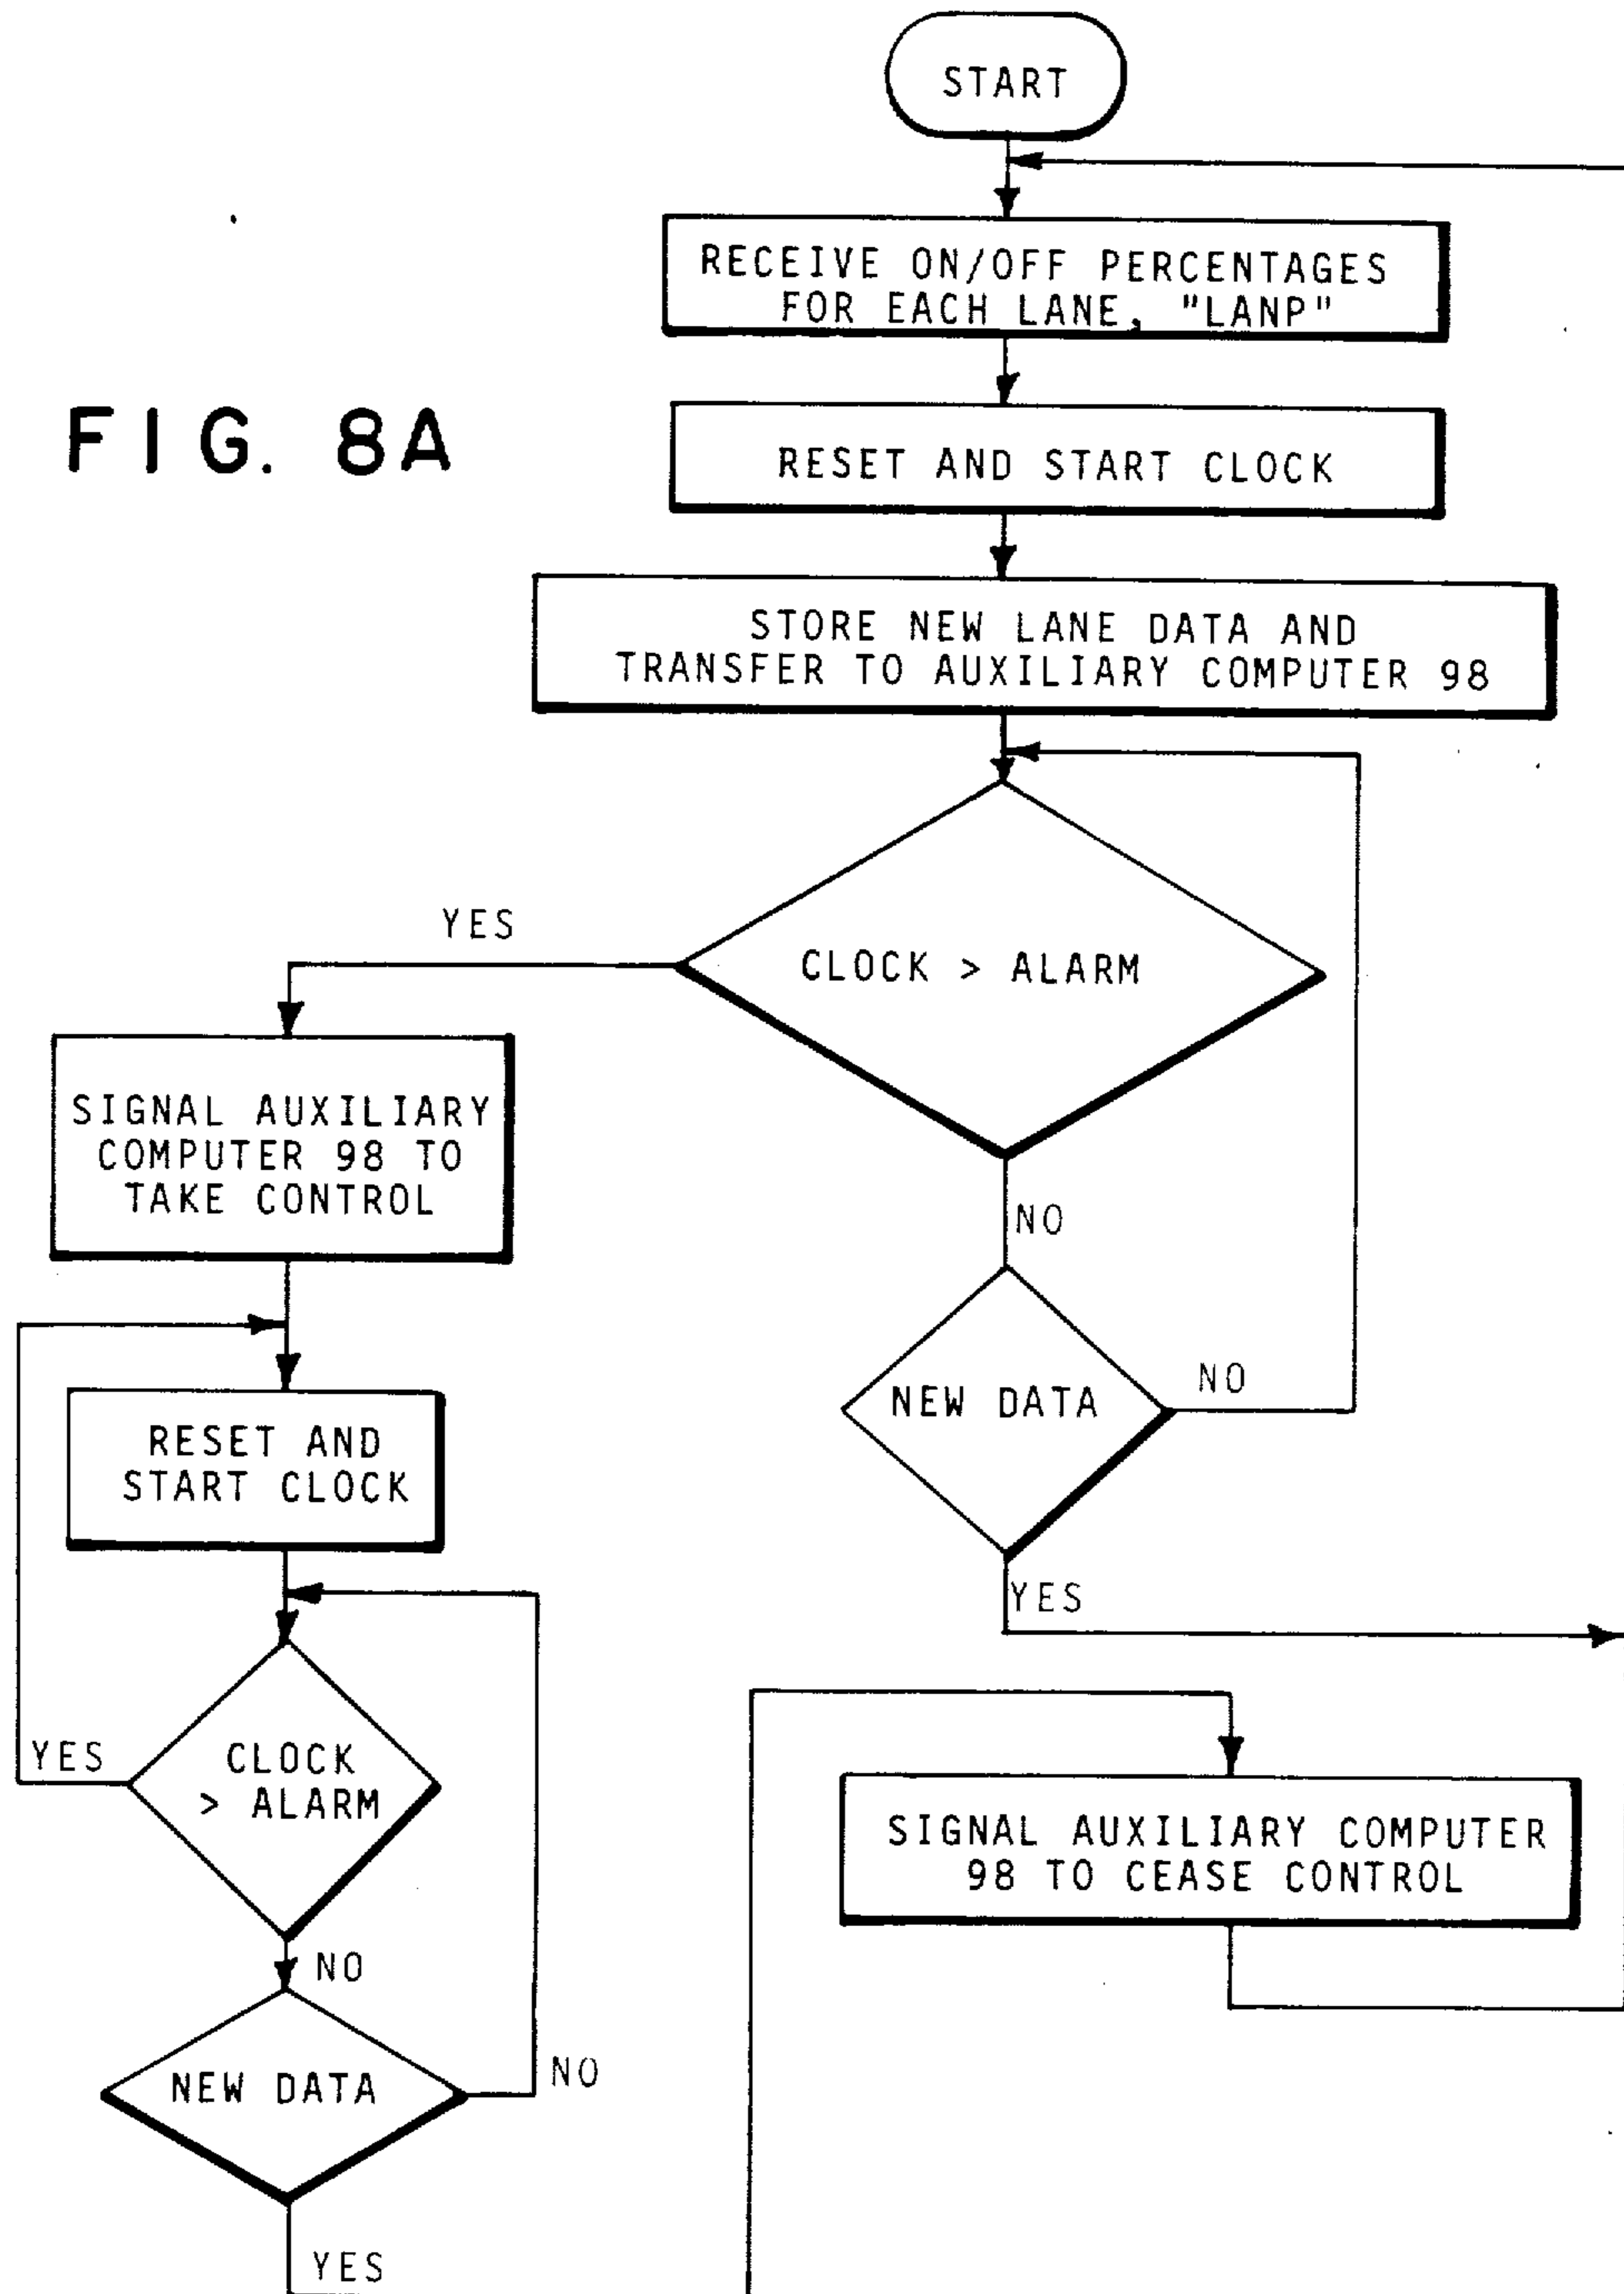 START
RECEIVE ON/OFF PERCENTAGES
FOR EACH LANE, "LANP"
FIG. 8A
RESET AND START CLOCK
STORE NEW LANE DATA AND
TRANSFER TO AUXILIARY COMPUTER 98
YES
CLOCK > ALARM
SIGNAL AUXILIARY
COMPUTER 98 TO
TAKE CONTROL
NO
NEW DATA
NO
RESET AND
START CLOCK
YES
YES
CLOCK
> ALARM
SIGNAL AUXILIARY COMPUTER
98 TO CEASE CONTROL
NO
NEW DATA
NO
YES